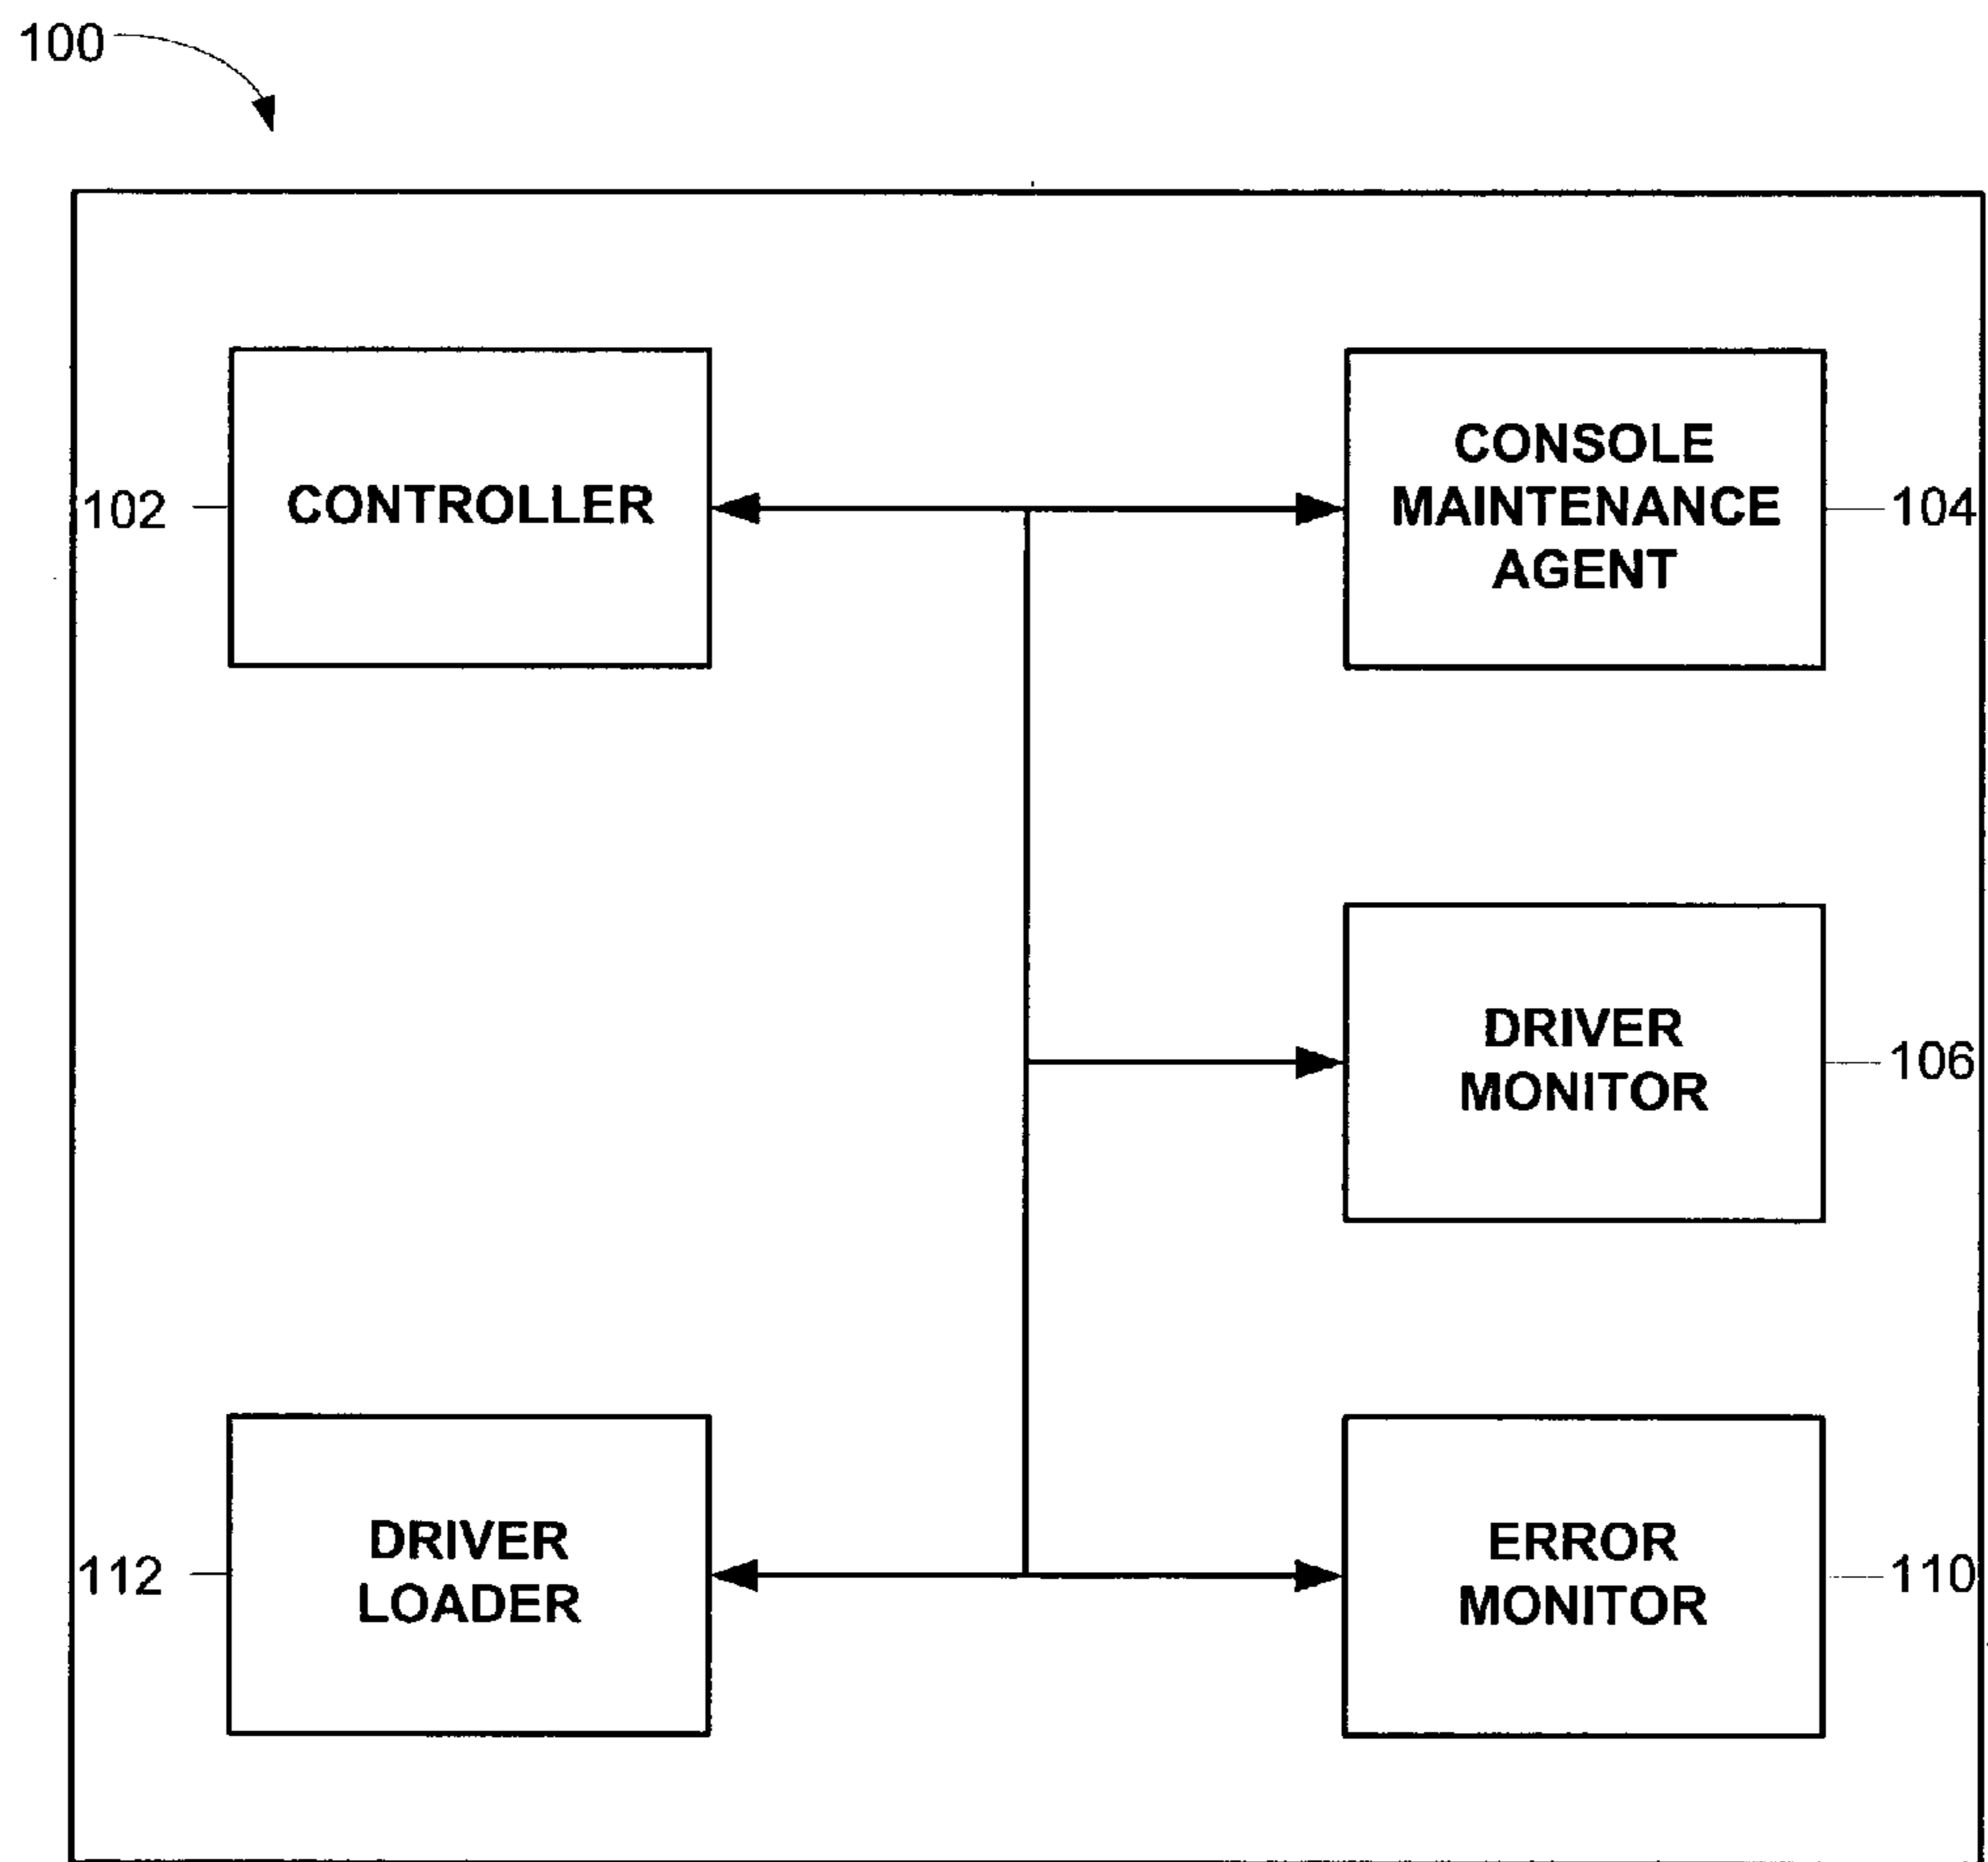 100
102
CONTROLLER
CONSOLE
MAINTENANCE
AGENT
104
DRIVER
MONITOR
106
112
DRIVER
LOADER
ERROR
MONITOR
110